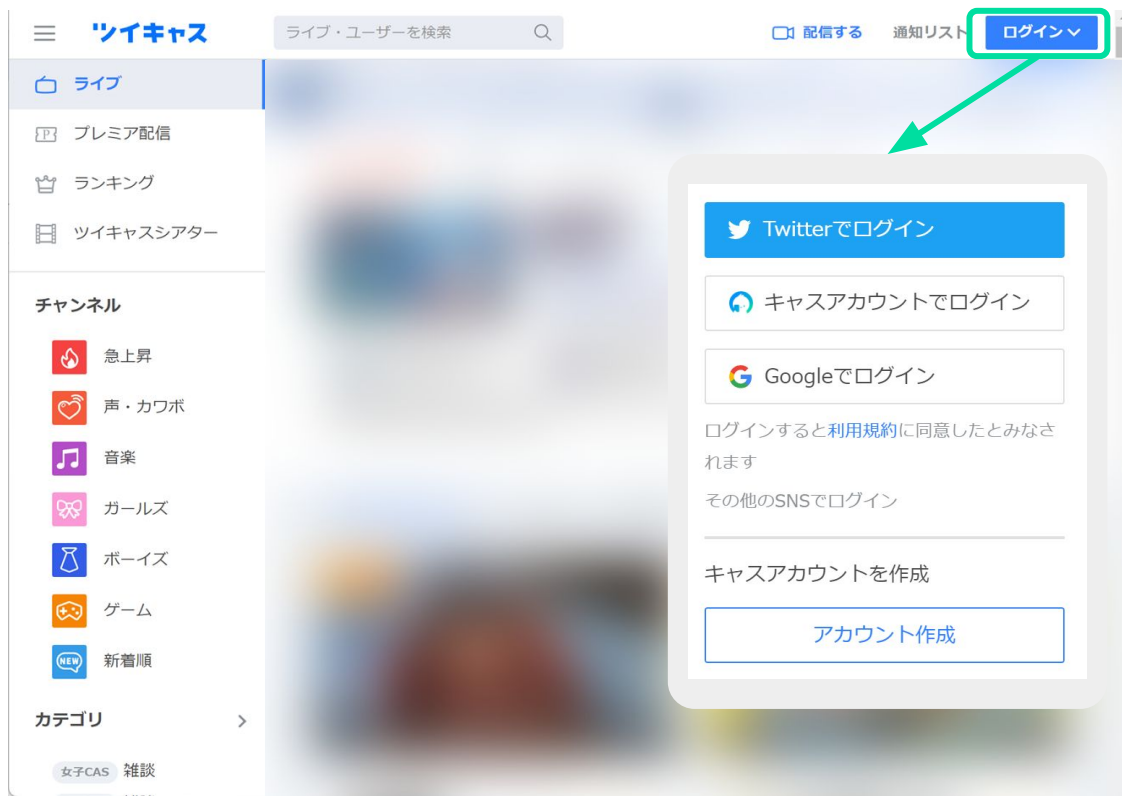 ツイキャス
ライブ・ユーザーを検索
配信する
通知リスト
ログイン
ライブ
プレミア配信
ランキング
ツイキャスシアター
チャンネル
急上昇
声・カワボ
音楽
ガールズ
ボーイズ
ゲーム
NEW
新着順
カテゴリ
女子CAS 雑談
Twitterでログイン
キャスアカウントでログイン
Googleでログイン
ログインすると利用規約に同意したとみなさ
れます
その他のSNSでログイン
キャスアカウントを作成
アカウント作成